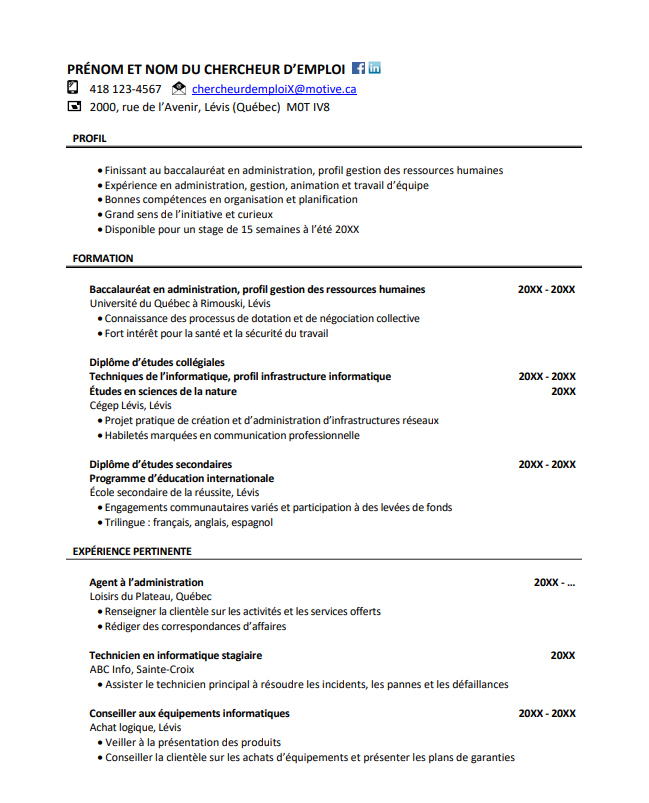 PRÉNOM ET NOM DU CHERCHEUR D’EMPLOI
418 123-4567 chercheurdemploiX@motive.ca
2000, rue de l’Avenir, Lévis (Québec) M0T IV8
PROFIL
• Finissant au baccalauréat en administration, profil gestion des ressources humaines
• Expérience en administration, gestion, animation et travail d’équipe
• Bonnes compétences en organisation et planification
• Grand sens de l’initiative et curieux
• Disponible pour un stage de 15 semaines à l’été 20XX
FORMATION
Baccalauréat en administration, profil gestion des ressources humaines 20XX - 20XX
Université du Québec à Rimouski, Lévis
• Connaissance des processus de dotation et de négociation collective
• Fort intérêt pour la santé et la sécurité du travail
Diplôme d’études collégiales
Techniques de l’informatique, profil infrastructure informatique 20XX - 20XX
Études en sciences de la nature 20XX
Cégep Lévis, Lévis
• Projet pratique de création et d’administration d’infrastructures réseaux
• Habiletés marquées en communication professionnelle
Diplôme d’études secondaires 20XX - 20XX
Programme d’éducation internationale
École secondaire de la réussite, Lévis
• Engagements communautaires variés et participation à des levées de fonds
• Trilingue : français, anglais, espagnol
EXPÉRIENCE PERTINENTE
Agent à l’administration 20XX - ...
Loisirs du Plateau, Québec
• Renseigner la clientèle sur les activités et les services offerts
• Rédiger des correspondances d’affaires
Technicien en informatique stagiaire 20XX
ABC Info, Sainte-Croix
• Assister le technicien principal à résoudre les incidents, les pannes et les défaillances
Conseiller aux équipements informatiques 20XX - 20XX
Achat logique, Lévis
• Veiller à la présentation des produits
• Conseiller la clientèle sur les achats d’équipements et présenter les plans de garanties